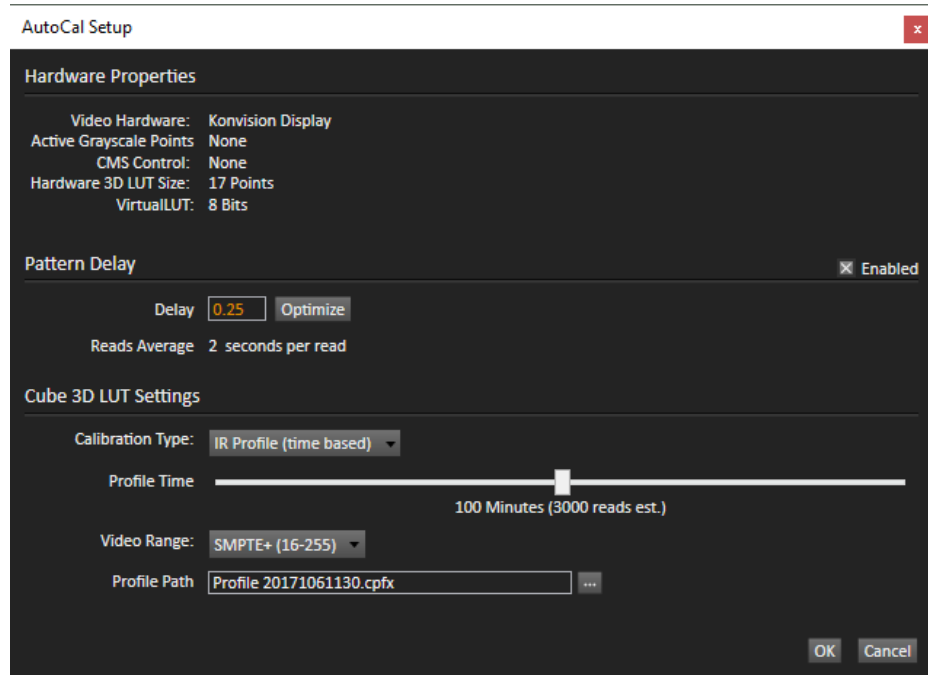 AutoCal Setup
x
Hardware Properties
Video Hardware: Konvision Display
Active Grayscale Points None
CMS Control: None
Hardware 3D LUT Size: 17 Points
VirtualLUT: 8 Bits
Pattern Delay
Enabled
Delay 0.25 Optimize
Reads Average 2 seconds per read
Cube 3D LUT Settings
Calibration Type: IR Profile (time based)
Profile Time
100 Minutes (3000 reads est.)
Video Range: SMPTE+ (16-255)
Profile Path Profile 20171061130.cpfx ...
OK Cancel